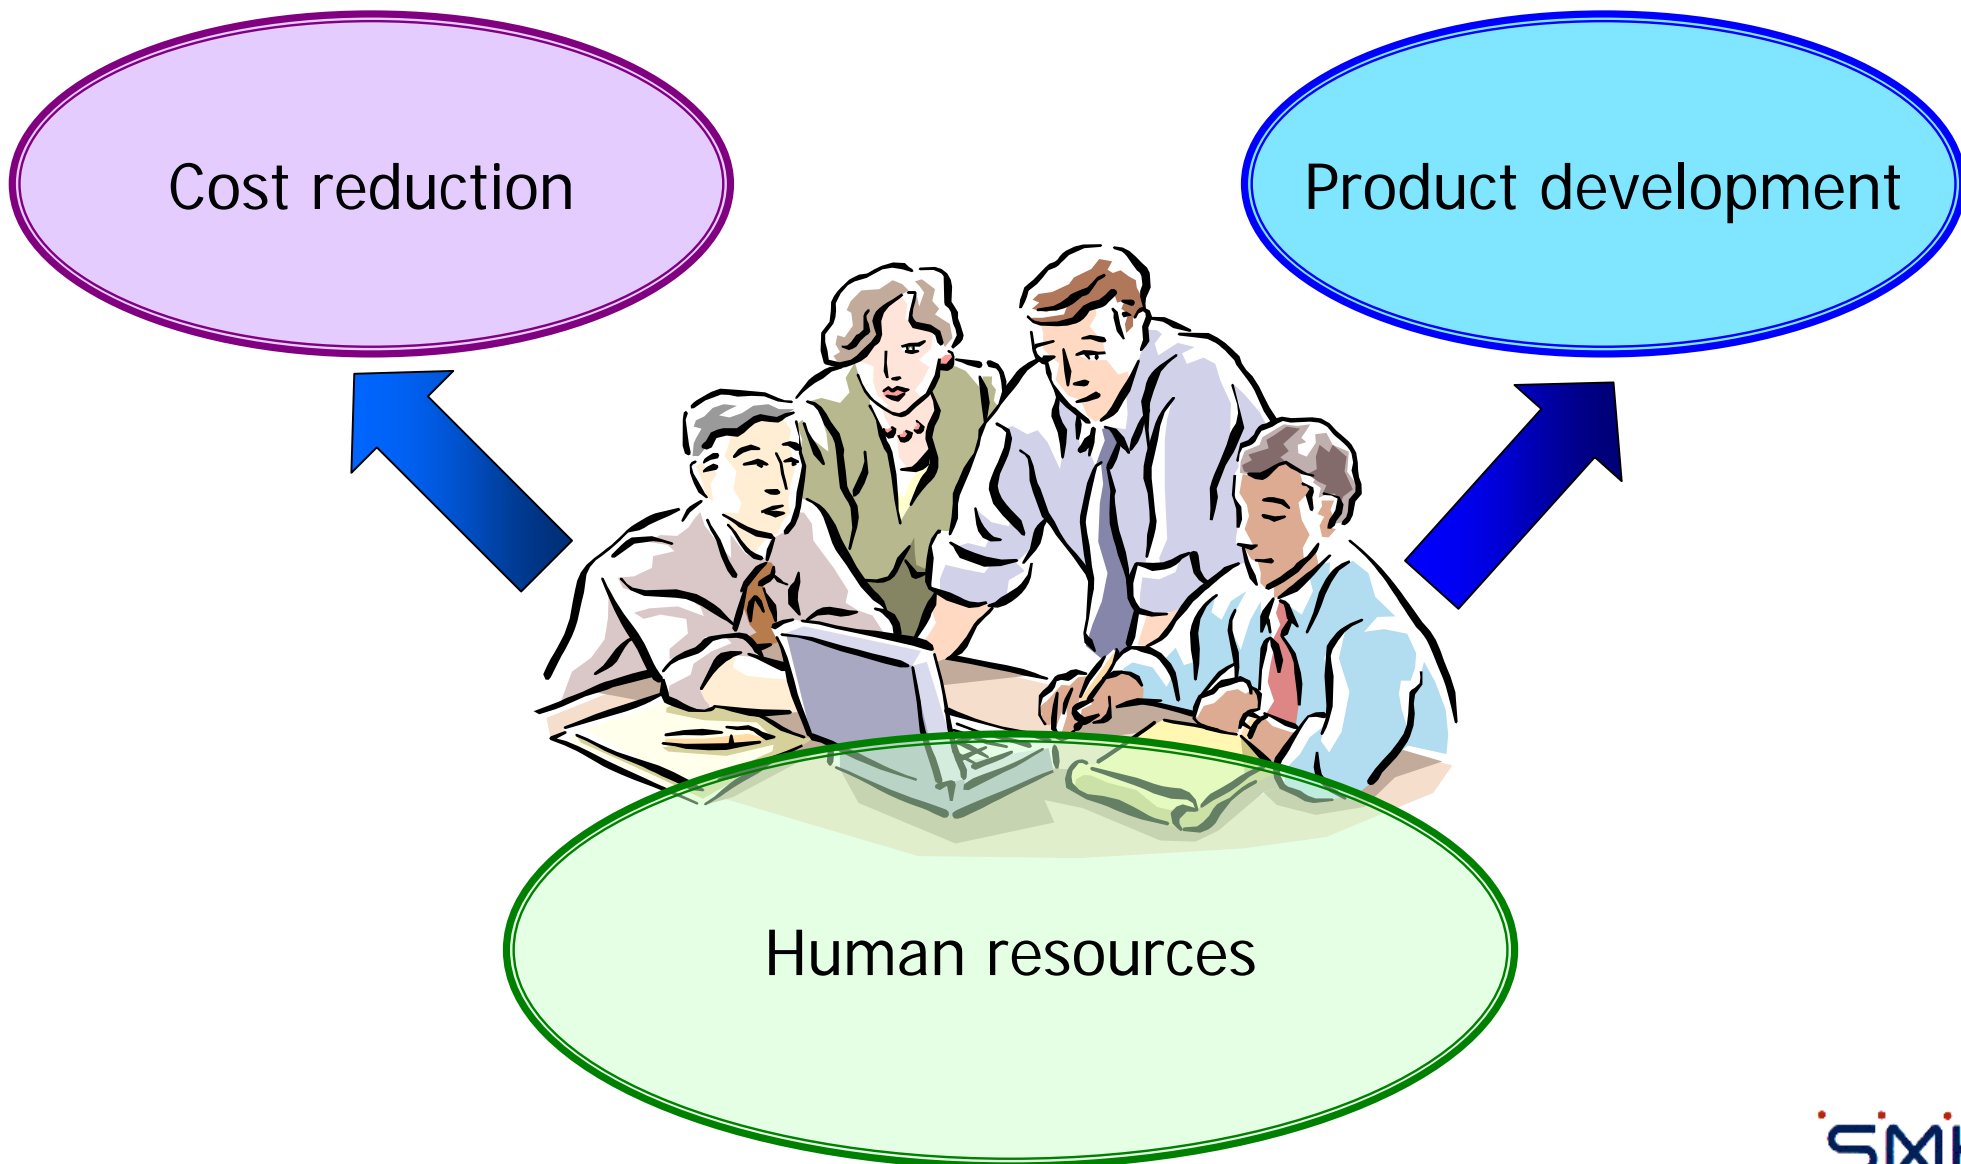 Cost reduction
Product development
Human resources